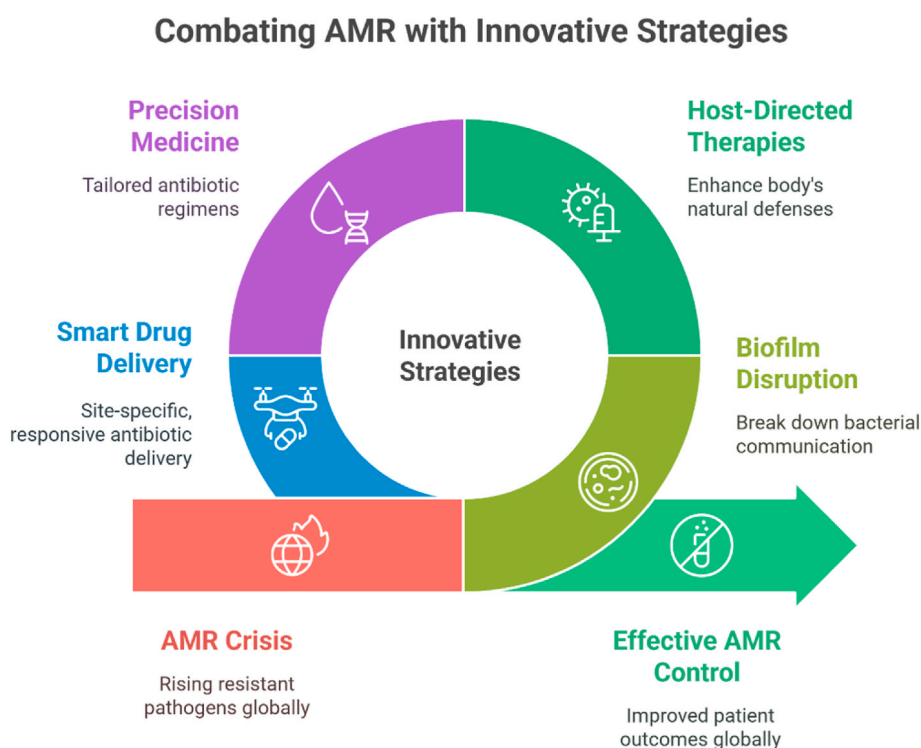 Combating AMR with Innovative Strategies
Precision
Medicine
Tailored antibiotic
regimens
Host-Directed
Therapies
Enhance body's
natural defenses
Smart Drug
Delivery
Site-specific,
responsive antibiotic
delivery
Innovative
Strategies
Biofilm
Disruption
Break down bacterial
communication
AMR Crisis
Rising resistant
pathogens globally
Effective AMR
Control
Improved patient
outcomes globally